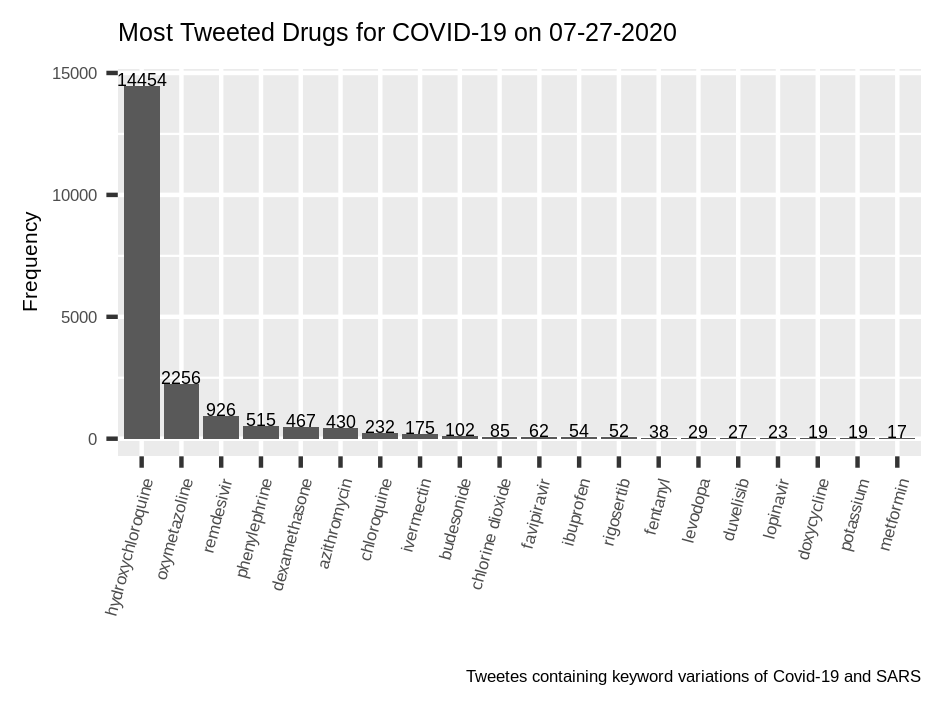 Most Tweeted Drugs for COVID-19 on 07-27-2020
Frequency
15000
10000
5000
0
14454
2256
926
515
467
430
232
175
102
85
62
54
52
38
29
27
23
19
19
17
hydroxychloroquine
oxymetazoline
remdesivir
phenylephrine
dexamethasone
azithromycin
chloroquine
ivermectin
budesonide
chlorine dioxide
favipiravir
ibuprofen
rigosertib
fentanyl
levodopa
duvelisib
lopinavir
doxycycline
potassium
metformin
Tweetes containing keyword variations of Covid-19 and SARS